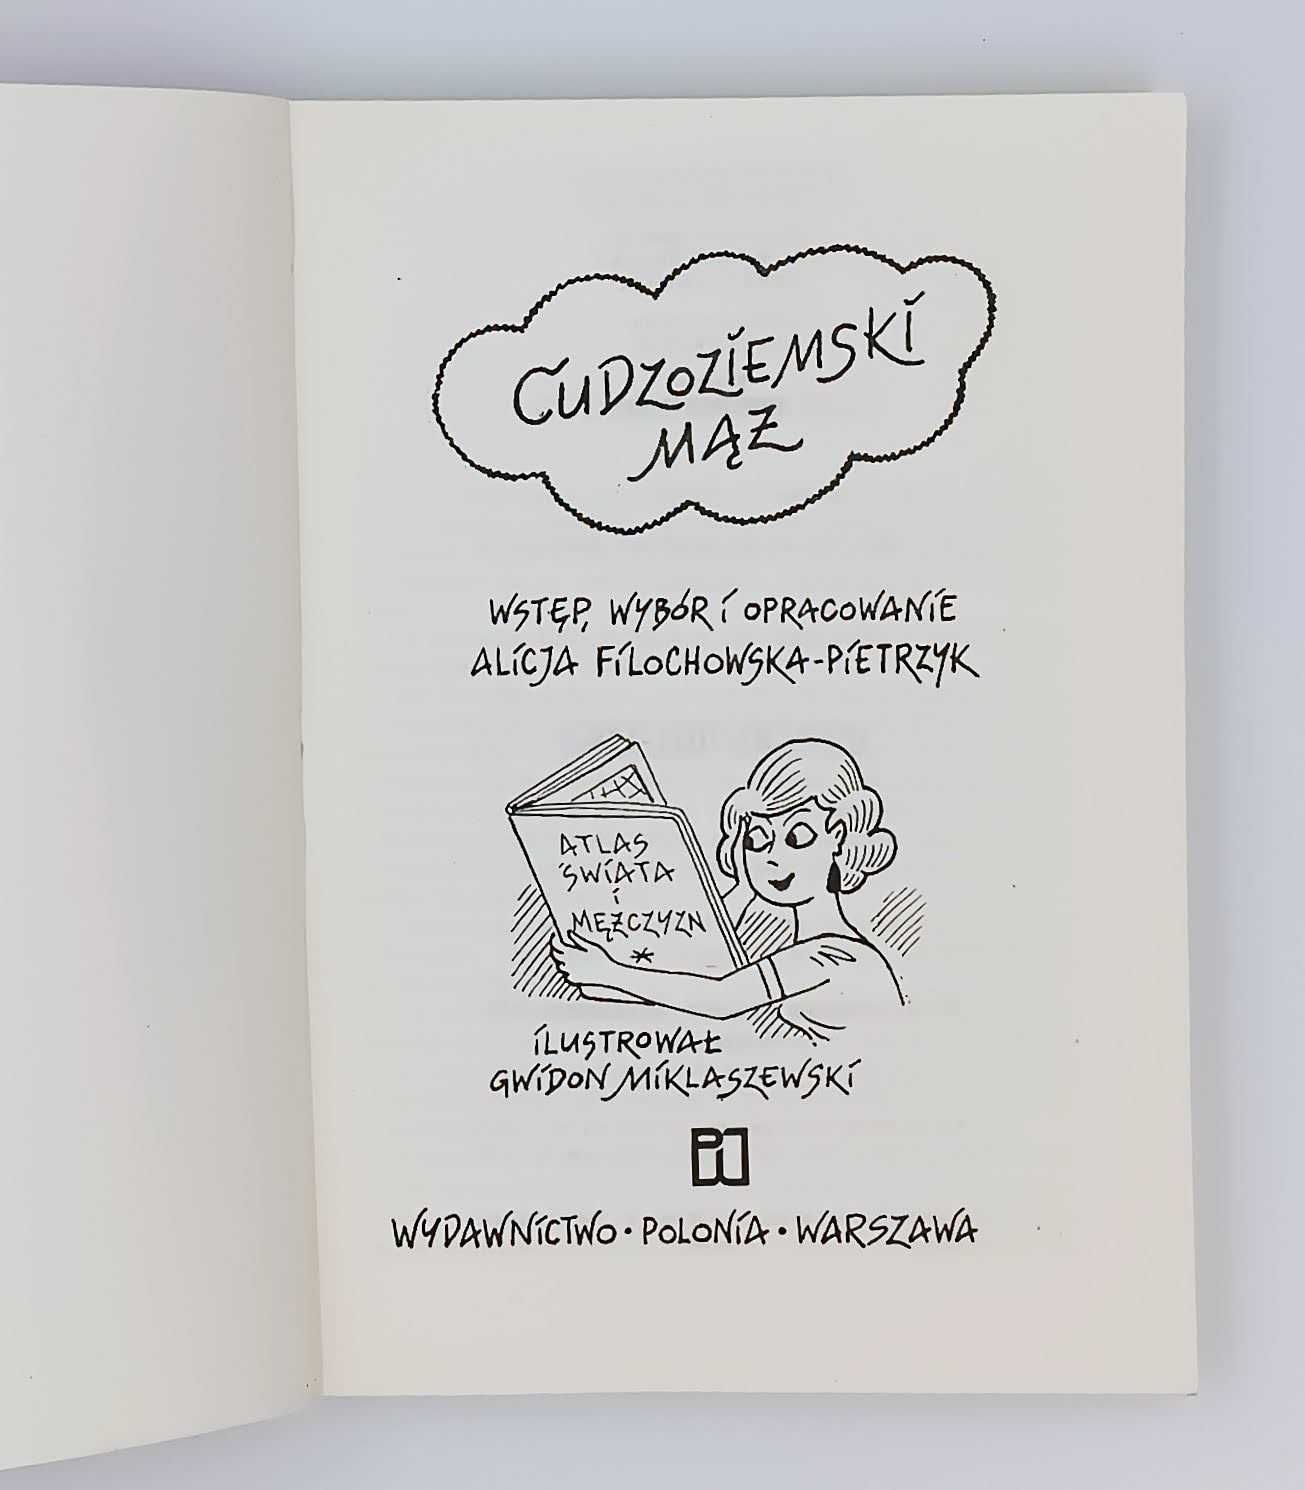 CUDZOZIEMSKI
MĄŻ
WSTĘP, WYBÓR I OPRACOWANIE
ALICJA FILOCHOWSKA-PIETRZYK
ATLAS
ŚWIATA
i
MĘŻCZYZN
*
ILUSTROWAŁ
GWIDON MIKLASZEWSKI
WYDAWNICTWO • POLONIA • WARSZAWA